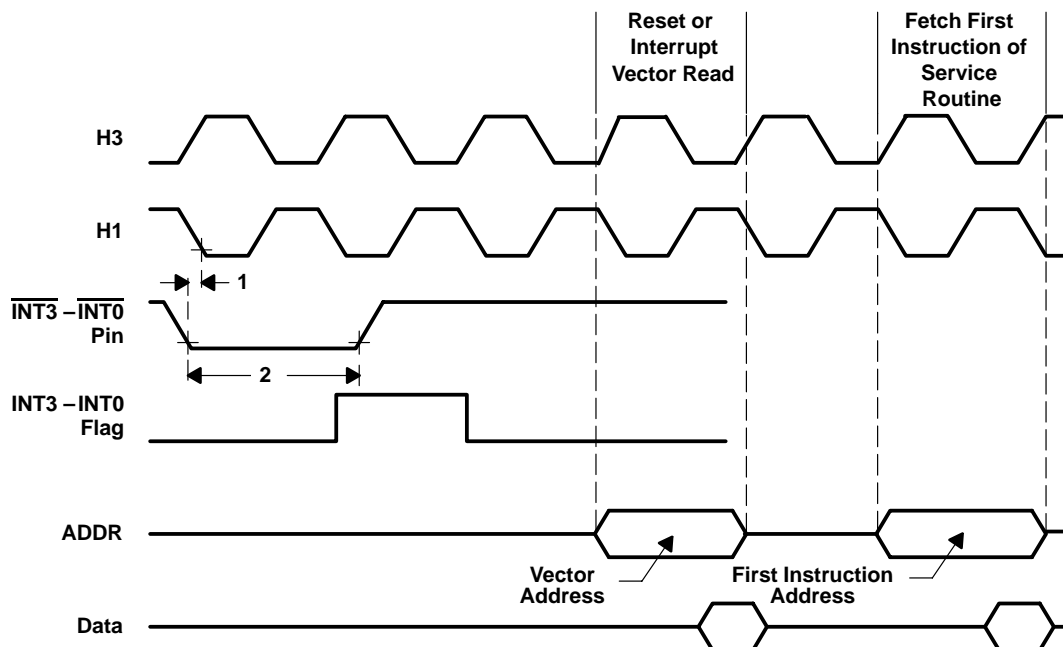 Reset or
Interrupt
Vector Read
Fetch First
Instruction of
Service
Routine
H3
H1
1
INT3 – INT0
Pin
2
INT3 – INT0
Flag
ADDR
Vector
Address
First Instruction
Address
Data